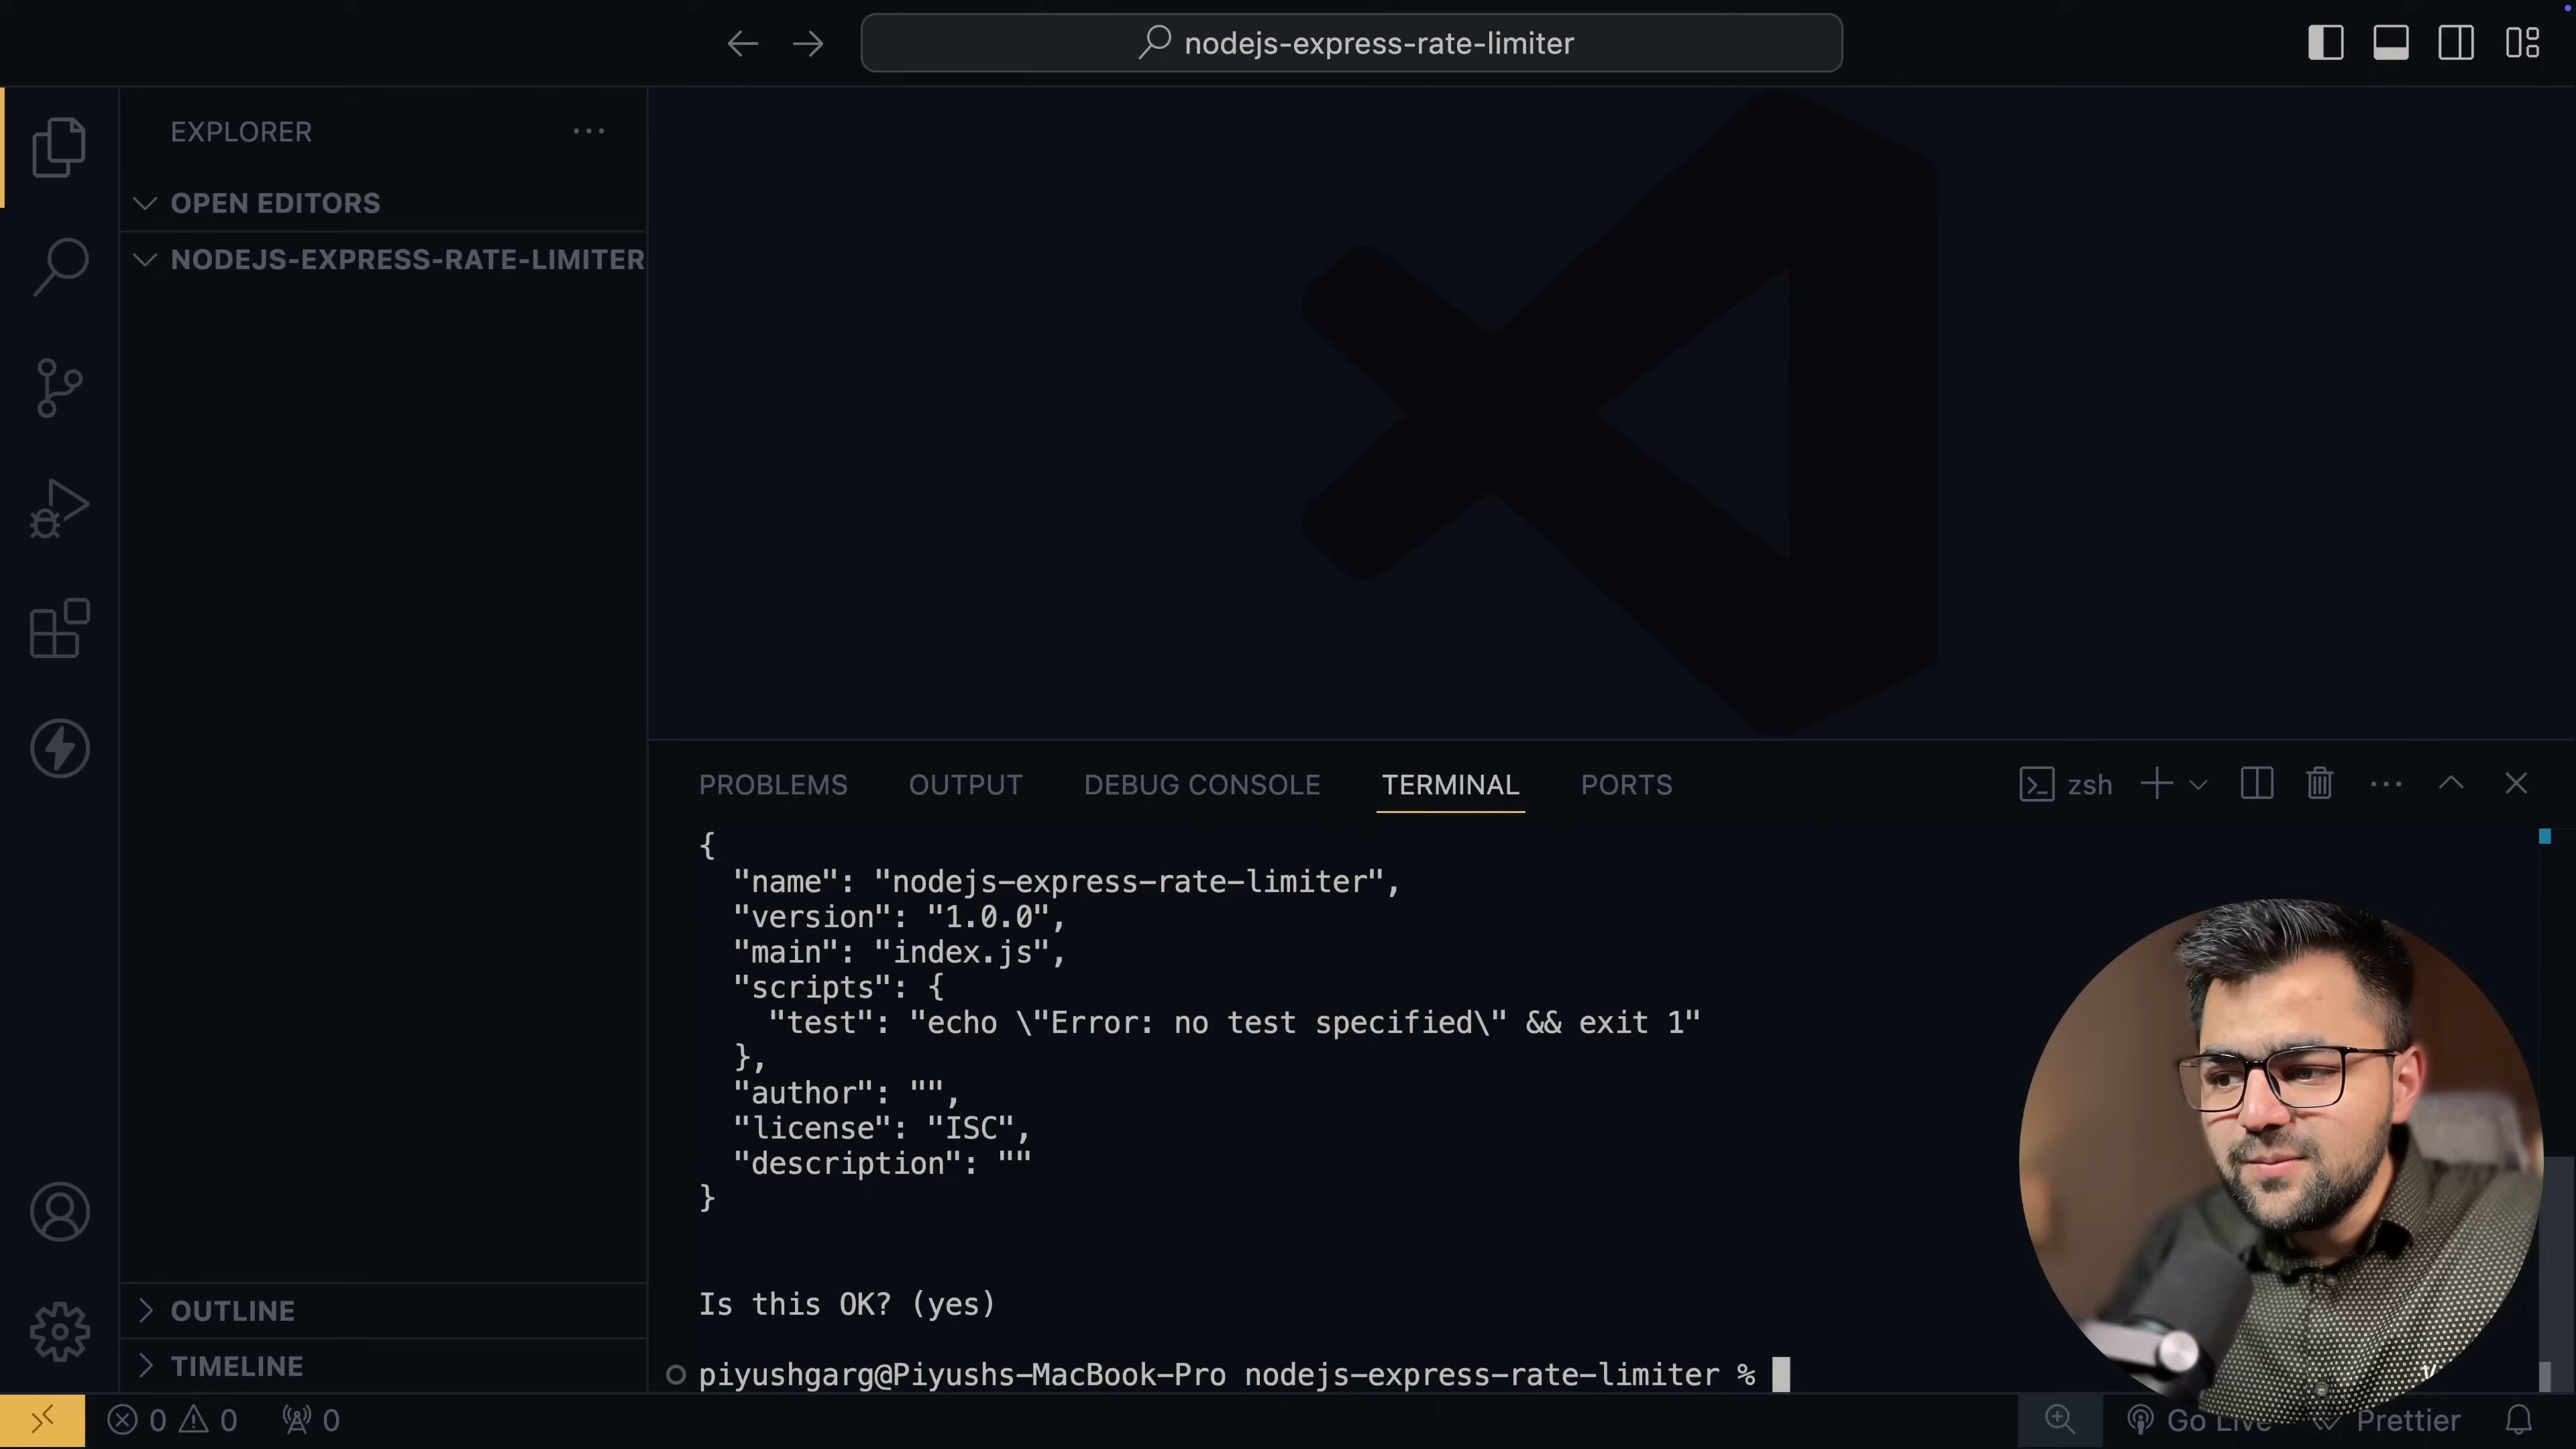 nodejs-express-rate-limiter
EXPLORER
OPEN EDITORS
NODEJS-EXPRESS-RATE-LIMITER
OUTLINE
TIMELINE
PROBLEMS OUTPUT DEBUG CONSOLE TERMINAL PORTS zsh
{
  "name": "nodejs-express-rate-limiter",
  "version": "1.0.0",
  "main": "index.js",
  "scripts": {
    "test": "echo \"Error: no test specified\" && exit 1"
  },
  "author": "",
  "license": "ISC",
  "description": ""
}
Is this OK? (yes)
piyushgarg@Piyushs-MacBook-Pro nodejs-express-rate-limiter %
0 0 0 Go Live Prettier